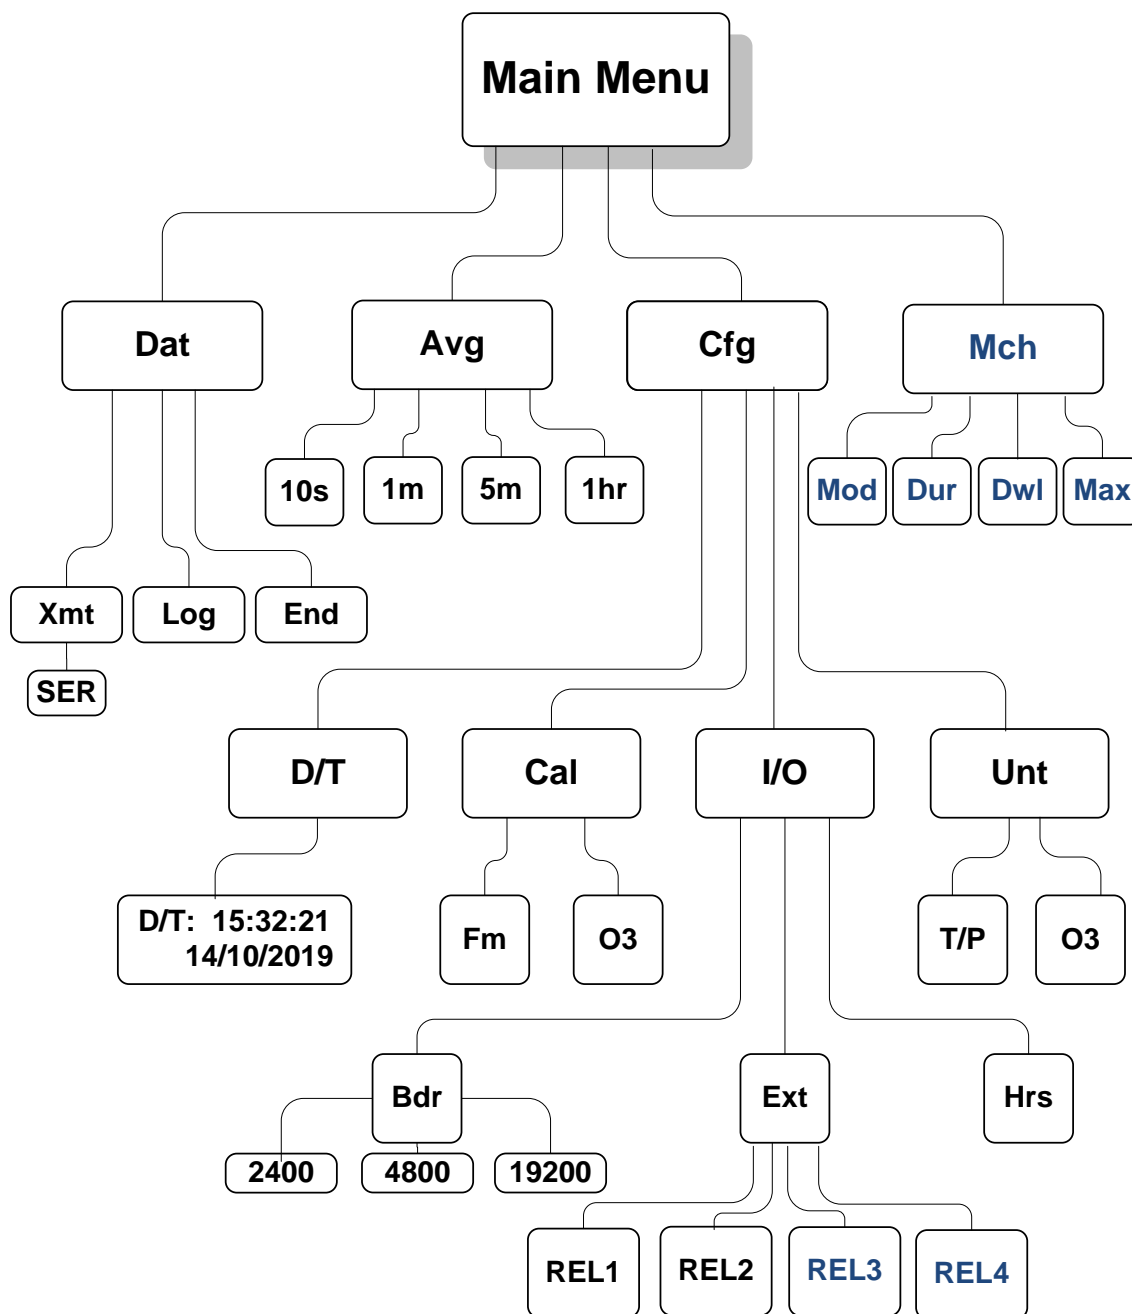 Main Menu
Dat
Avg
Cfg
Mch
10s
1m
5m
1hr
Mod
Dur
Dwl
Max
Xmt
Log
End
SER
D/T
Cal
I/O
Unt
D/T: 15:32:21
14/10/2019
Fm
O3
T/P
O3
Bdr
Ext
Hrs
2400
4800
19200
REL1
REL2
REL3
REL4